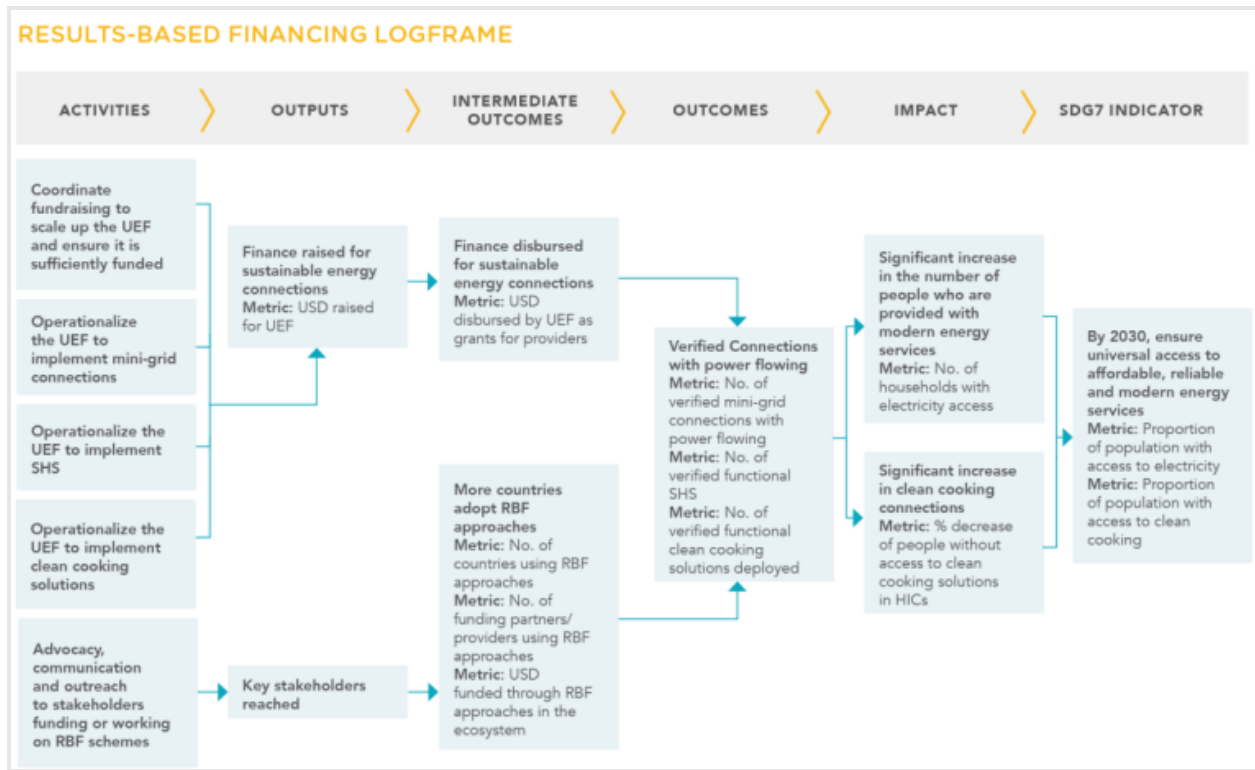 RESULTS-BASED FINANCING LOGFRAME
ACTIVITIES
OUTPUTS
INTERMEDIATE
OUTCOMES
OUTCOMES
IMPACT
SDG7 INDICATOR
Coordinate
fundraising to
scale up the UEF
and ensure it is
sufficiently funded
Operationalize
the UEF to
implement mini-grid
connections
Operationalize the
UEF to implement
SHS
Operationalize the
UEF to implement
clean cooking
solutions
Advocacy,
communication
and outreach
to stakeholders
funding or working
on RBF schemes
Finance raised for
sustainable energy
connections
Metric: USD raised
for UEF
Key stakeholders
reached
Finance disbursed
for sustainable
energy connections
Metric: USD
disbursed by UEF as
grants for providers
More countries
adopt RBF
approaches
Metric: No. of
countries using RBF
approaches
Metric: No. of
funding partners/
providers using RBF
approaches
Metric: USD
funded through RBF
approaches in the
ecosystem
Verified Connections
with power flowing
Metric: No. of
verified mini-grid
connections with
power flowing
Metric: No. of
verified functional
SHS
Metric: No. of
verified functional
clean cooking
solutions deployed
Significant increase
in the number of
people who are
provided with
modern energy
services
Metric: No. of
households with
electricity access
Significant increase
in clean cooking
connections
Metric: % decrease
of people without
access to clean
cooking solutions
in HICs
By 2030, ensure
universal access to
affordable, reliable
and modern energy
services
Metric: Proportion
of population with
access to electricity
Metric: Proportion
of population with
access to clean
cooking